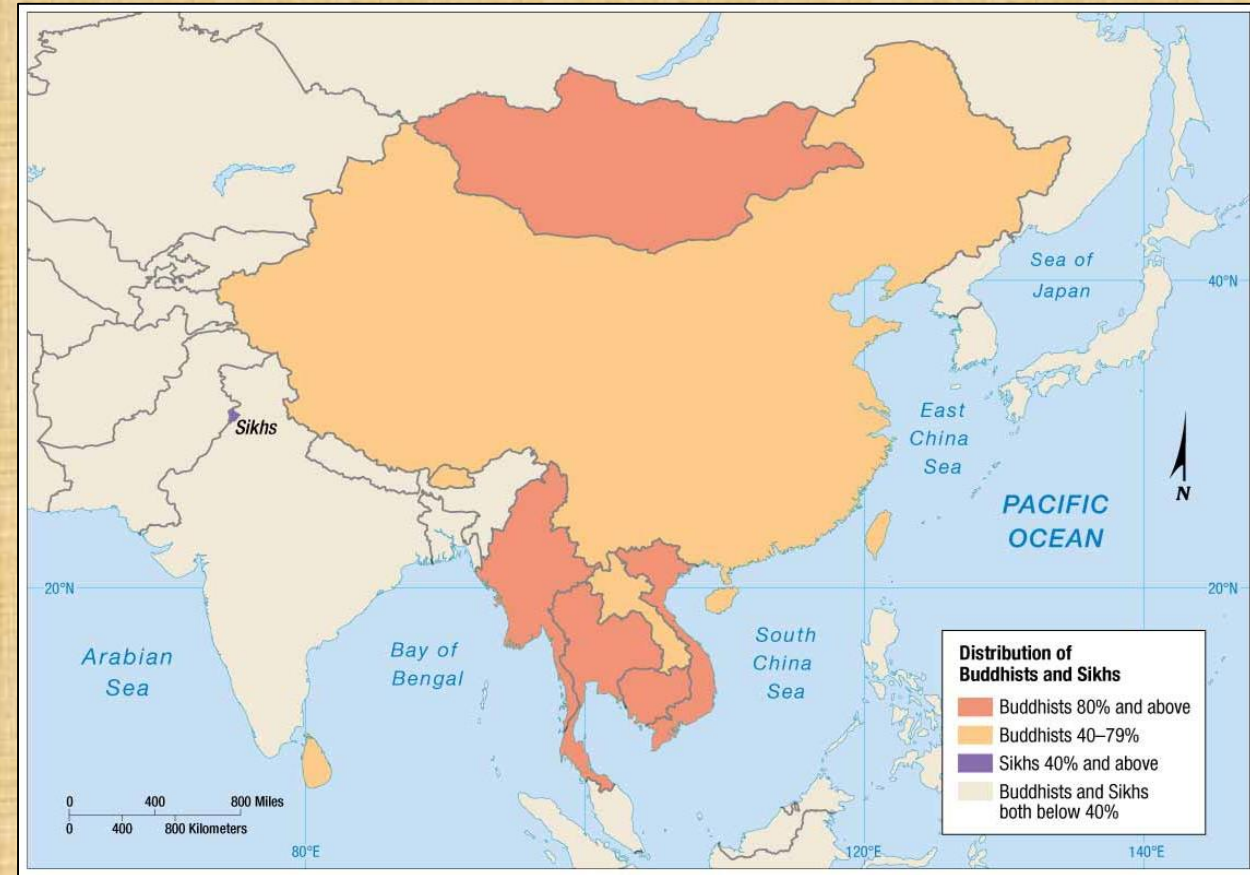 Sea of
Japan
40°N
East
China
Sea
Sikhs
N
PACIFIC
OCEAN
20°N
20°N
Arabian
Sea
Bay of
Bengal
South
China
Sea
Distribution of
Buddhists and Sikhs
Buddhists 80% and above
Buddhists 40–79%
Sikhs 40% and above
Buddhists and Sikhs
both below 40%
0 400 800 Miles
0 400 800 Kilometers
80°E
120°E
140°E